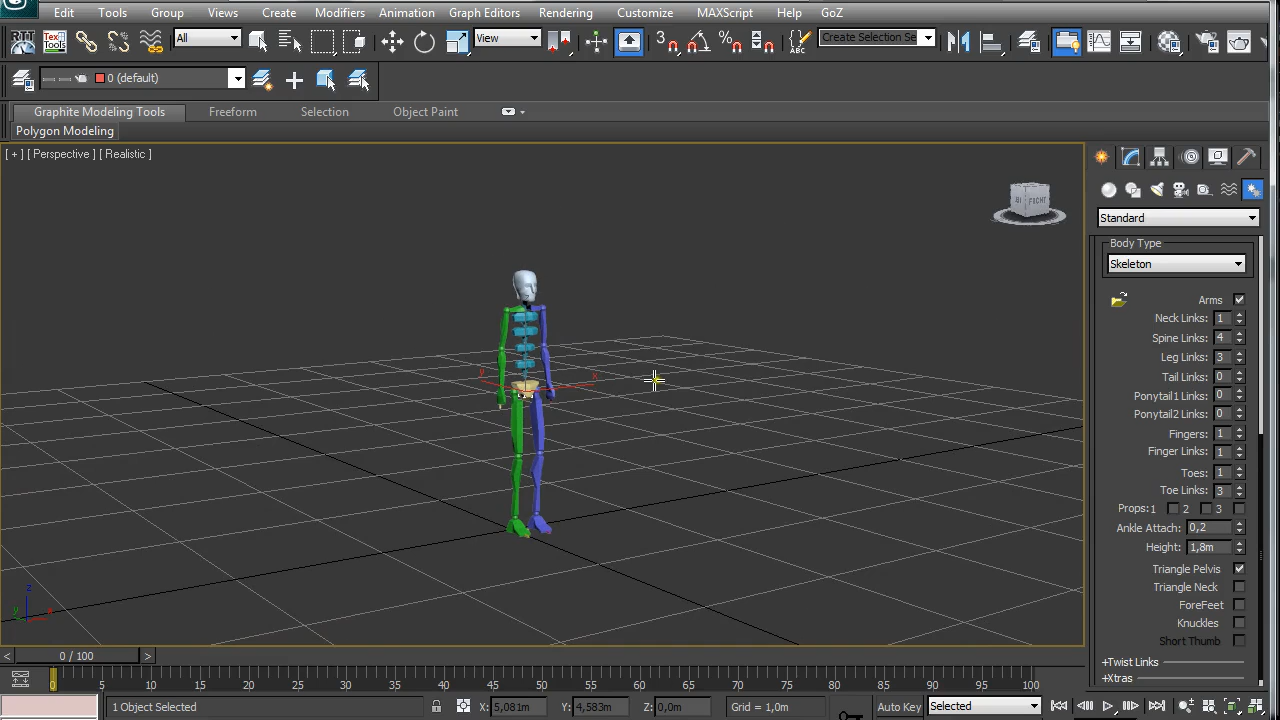 Edit Tools Group Views Create Modifiers Animation Graph Editors Rendering Customize MAXScript Help GoZ
All View Create Selection Se
0 (default)
Graphite Modeling Tools Freeform Selection Object Paint
Polygon Modeling
[ + ] [ Perspective ] [ Realistic ]
Standard
Body Type
Skeleton
Arms
Neck Links: 1
Spine Links: 4
Leg Links: 3
Tail Links: 0
Ponytail1 Links: 0
Ponytail2 Links: 0
Fingers: 1
Finger Links: 1
Toes: 1
Toe Links: 3
Props: 1 2 3
Ankle Attach: 0,2
Height: 1,8m
Triangle Pelvis
Triangle Neck
ForeFeet
Knuckles
Short Thumb
+Twist Links
+Xtras
y x
z
y x
< 0 / 100 >
0 5 10 15 20 25 30 35 40 45 50 55 60 65 70 75 80 85 90 95 100
1 Object Selected X: 5,081m Y: 4,583m Z: 0,0m Grid = 1,0m Auto Key Selected